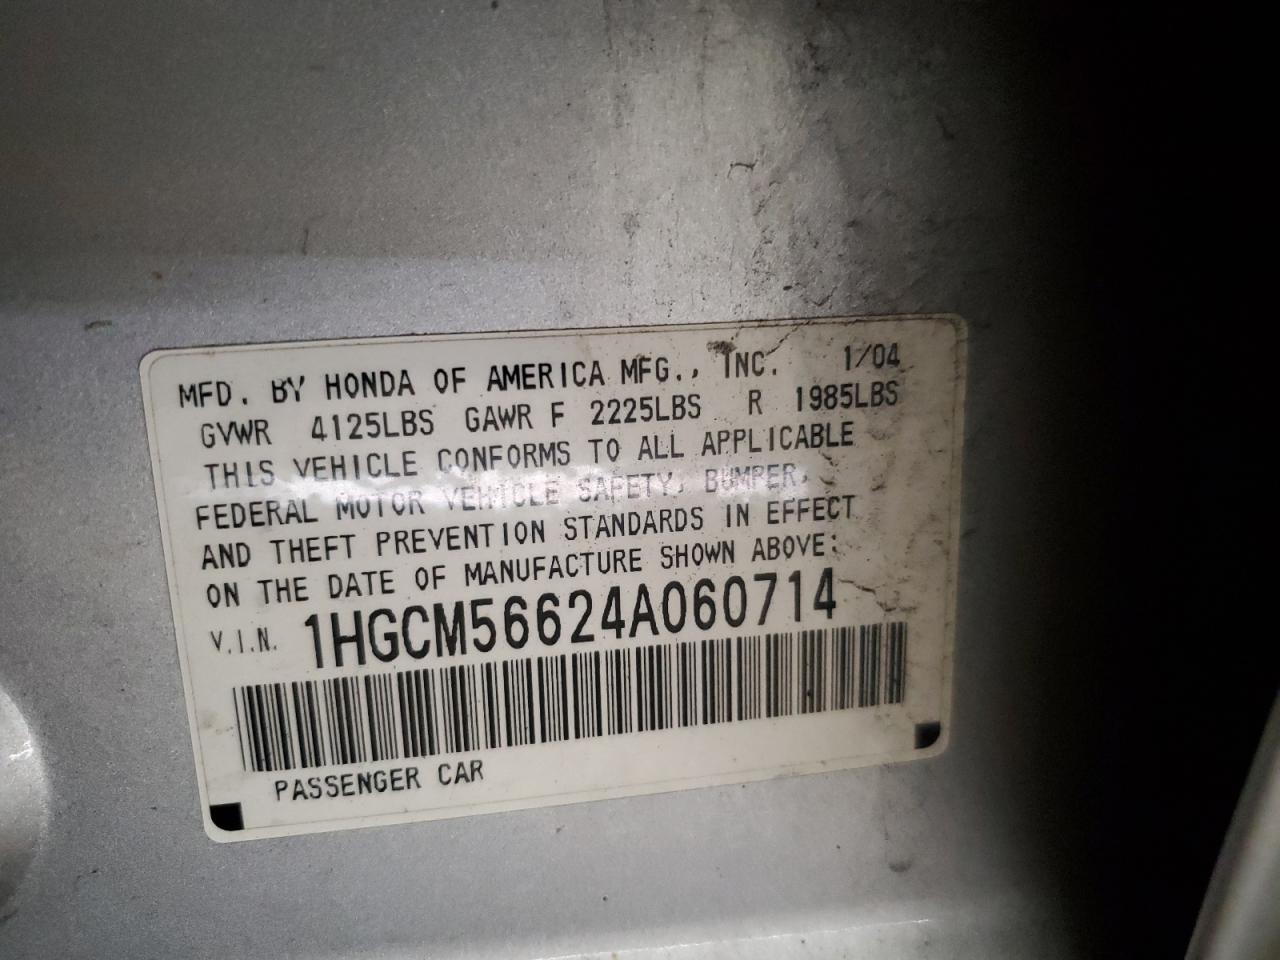 MFD. BY HONDA OF AMERICA MFG., INC. 1/04
GVWR 4125LBS GAWR F 2225LBS R 1985LBS
THIS VEHICLE CONFORMS TO ALL APPLICABLE
FEDERAL MOTOR VEHICLE SAFETY, BUMPER,
AND THEFT PREVENTION STANDARDS IN EFFECT
ON THE DATE OF MANUFACTURE SHOWN ABOVE:
V.I.N. 1HGCM56624A060714
PASSENGER CAR